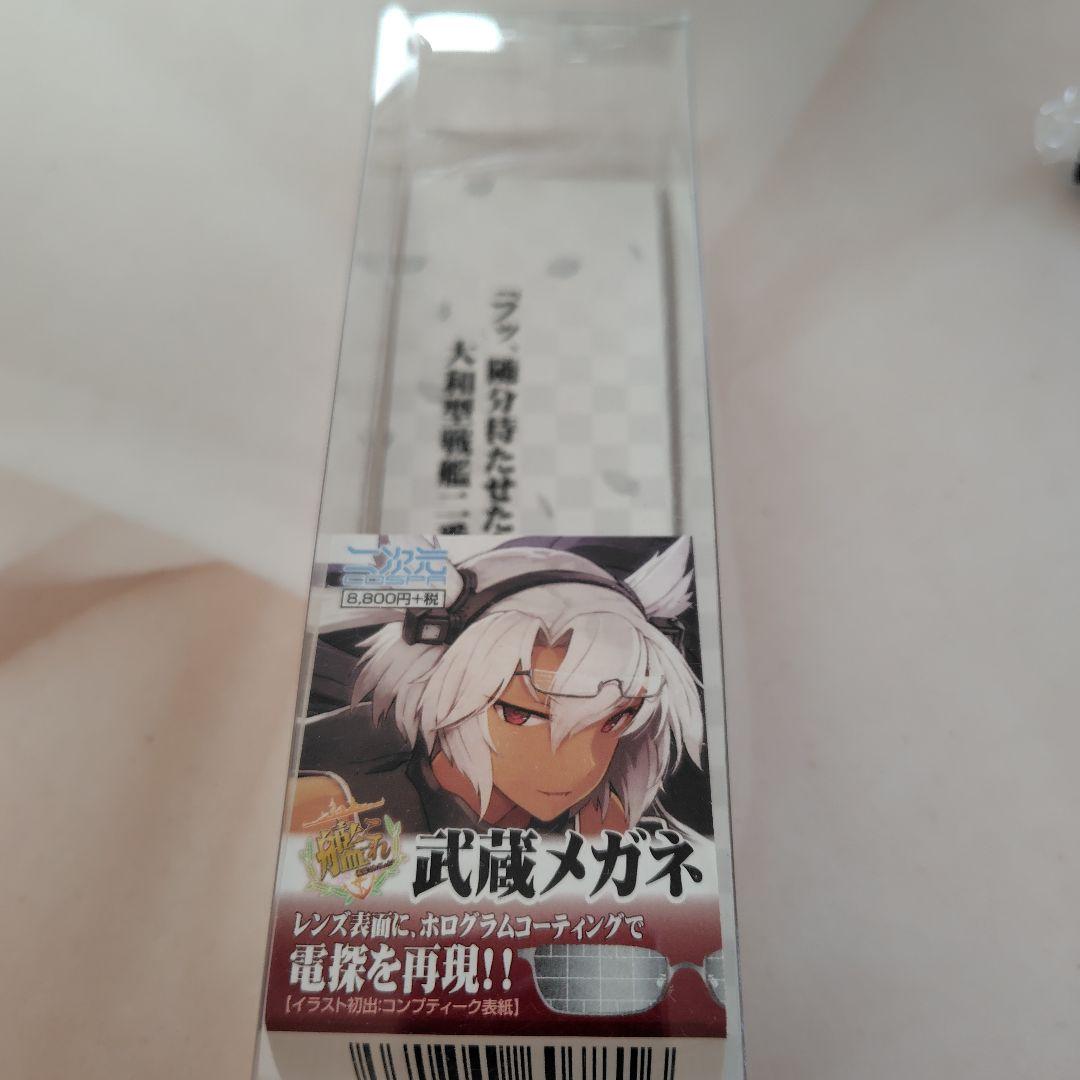 「フッ、随分待たせた
大和型戦艦二番
二次元
COSPA
8,800円+税
艦これ
武蔵メガネ
レンズ表面に、ホログラムコーティングで
電探を再現!!
【イラスト初出:コンプティーク表紙】